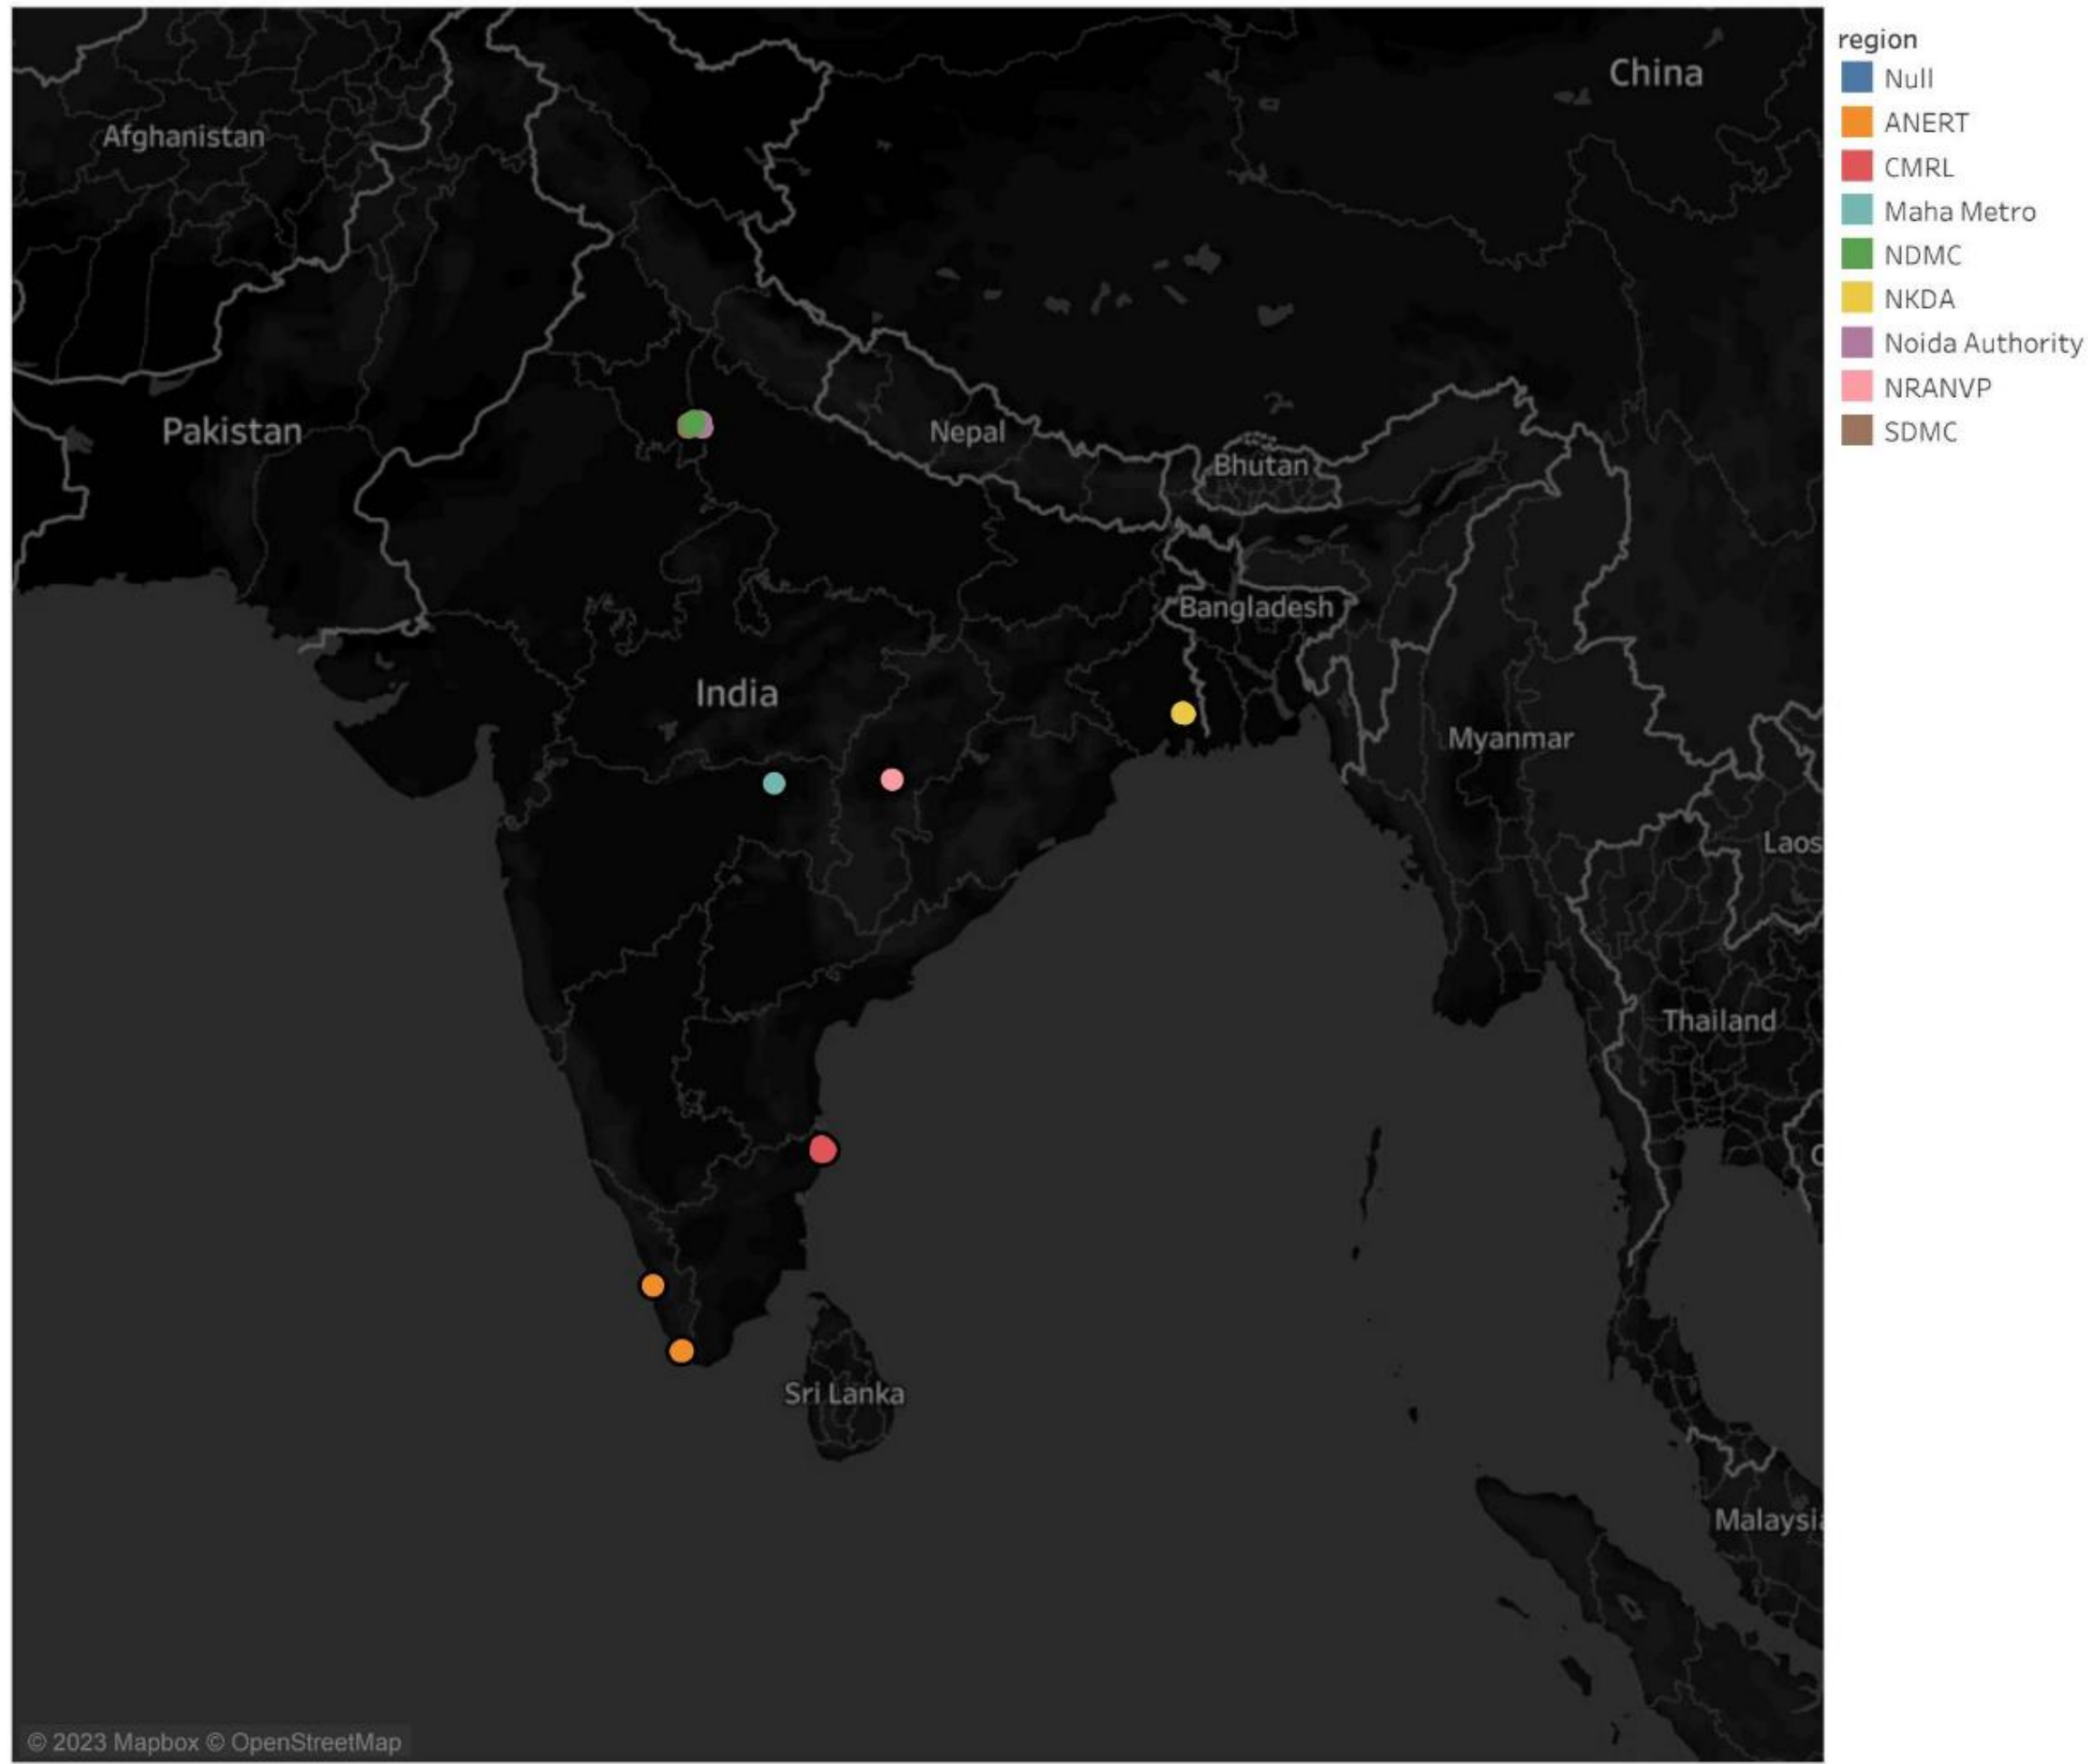 region
Null
ANERT
CMRL
Maha Metro
NDMC
NKDA
Noida Authority
NRANVP
SDMC
China
Afghanistan
Pakistan
Nepal
Bhutan
Bangladesh
India
Myanmar
Laos
Thailand
C
Sri Lanka
Malaysia
© 2023 Mapbox © OpenStreetMap